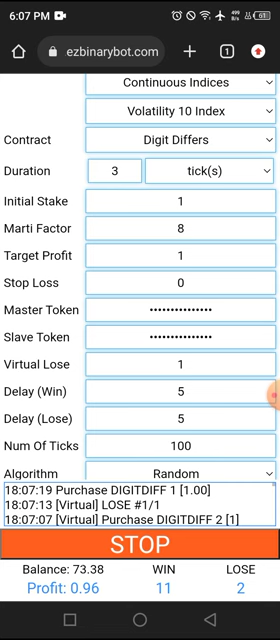 6:07 PM
499
B/s
61
ezbinarybot.com
1
Continuous Indices
Volatility 10 Index
Contract Digit Differs
Duration 3 tick(s)
Initial Stake 1
Marti Factor 8
Target Profit 1
Stop Loss 0
Master Token ••••••••••••••••
Slave Token ••••••••••••••••
Virtual Lose 1
Delay (Win) 5
Delay (Lose) 5
Num Of Ticks 100
Algorithm Random
18:07:19 Purchase DIGITDIFF 1 [1.00]
18:07:13 [Virtual] LOSE #1/1
18:07:07 [Virtual] Purchase DIGITDIFF 2 [1]
STOP
Balance: 73.38 WIN LOSE
Profit: 0.96 11 2